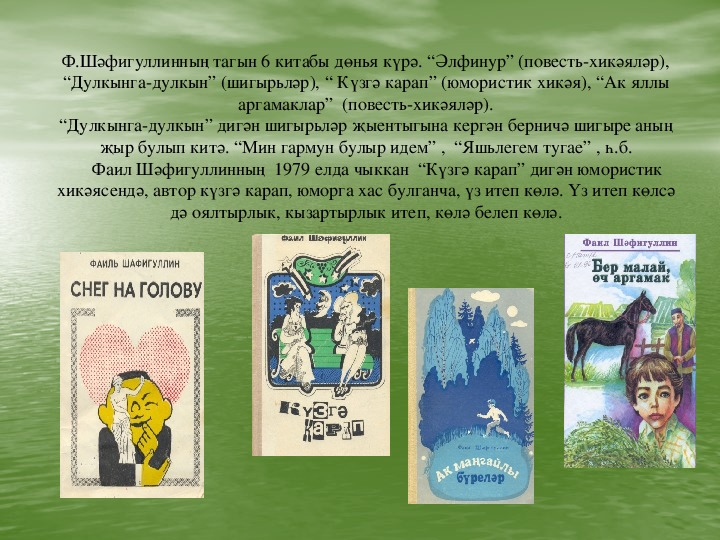 Ф.Шәфигуллинның тагын 6 китабы дөнья күрә. “Әлфинур” (повесть-хикәяләр),
“Дулкынга-дулкын” (шигырьләр), “ Күзгә карап” (юмористик хикәя), “Ак яллы
аргамаклар” (повесть-хикәяләр).
“Дулкынга-дулкын” дигән шигырьләр җыентыгына кергән берничә шигыре аның
җыр булып китә. “Мин гармун булыр идем” , “Яшьлегем тугае” , һ.б.
Фаил Шәфигуллинның 1979 елда чыккан “Күзгә карап” дигән юмористик
хикәясендә, автор күзгә карап, юморга хас булганча, үз итеп көлә. Үз итеп көлсә
дә оялтырлык, кызартырлык итеп, көлә белеп көлә.
ФАИЛЬ ШАФИГУЛЛИН
СНЕГ НА ГОЛОВУ
Фаил Шәфигуллин
Күзгә
карап
Фаил Шәфигуллин
Ак маңгайлы
бүреләр
Фаил Шәфигуллин
Бер малай,
өч аргамак